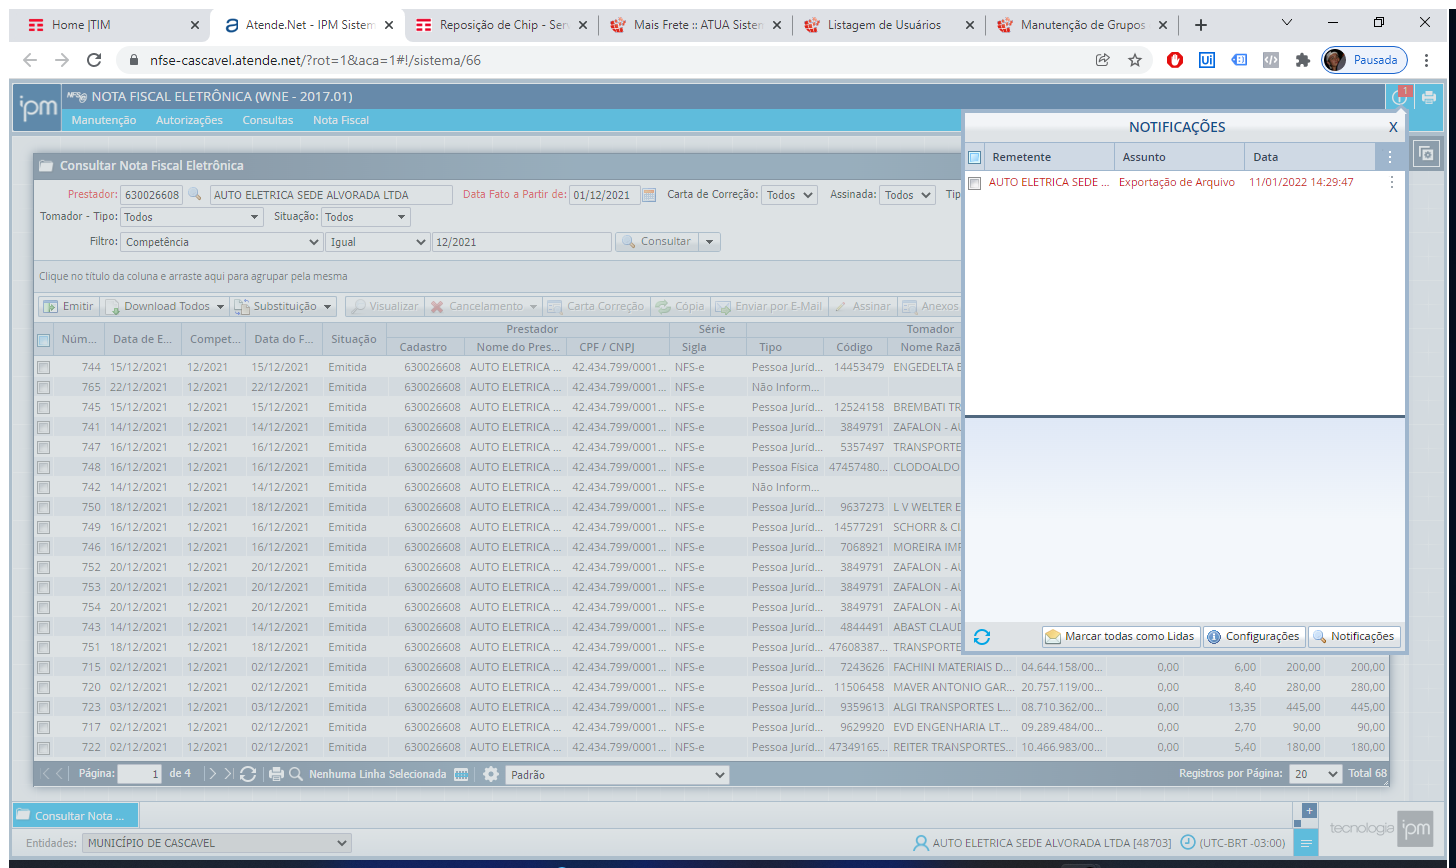 Home |TIM
Atende.Net - IPM Sistem
Reposição de Chip - Serv
Mais Frete :: ATUA Sistem
Listagem de Usuários
Manutenção de Grupos
nfse-cascavel.atende.net/?rot=1&aca=1#!/sistema/66
Pausada
ipm NOTA FISCAL ELETRÔNICA (WNE - 2017.01) 1
Manutenção Autorizações Consultas Nota Fiscal
NOTIFICAÇÕES X
Remetente Assunto Data
AUTO ELETRICA SEDE ... Exportação de Arquivo 11/01/2022 14:29:47
Marcar todas como Lidas Configurações Notificações
Consultar Nota Fiscal Eletrônica
Prestador: 630026608 AUTO ELETRICA SEDE ALVORADA LTDA Data Fato a Partir de: 01/12/2021 Carta de Correção: Todos Assinada: Todos Tip
Tomador - Tipo: Todos Situação: Todos
Filtro: Competência Igual 12/2021 Consultar
Clique no título da coluna e arraste aqui para agrupar pela mesma
Emitir Download Todos Substituição Visualizar Cancelamento Carta Correção Cópia Enviar por E-Mail Assinar Anexos
Prestador Série Tomador
Núm... Data de E... Compet... Data do F... Situação Cadastro Nome do Pres... CPF / CNPJ Sigla Tipo Código Nome Razã
744 15/12/2021 12/2021 15/12/2021 Emitida 630026608 AUTO ELETRICA ... 42.434.799/0001... NFS-e Pessoa Juríd... 14453479 ENGEDELTA E
765 22/12/2021 12/2021 22/12/2021 Emitida 630026608 AUTO ELETRICA ... 42.434.799/0001... NFS-e Não Inform...
745 15/12/2021 12/2021 15/12/2021 Emitida 630026608 AUTO ELETRICA ... 42.434.799/0001... NFS-e Pessoa Juríd... 12524158 BREMBATI TR
741 14/12/2021 12/2021 14/12/2021 Emitida 630026608 AUTO ELETRICA ... 42.434.799/0001... NFS-e Pessoa Juríd... 3849791 ZAFALON - AU
747 16/12/2021 12/2021 16/12/2021 Emitida 630026608 AUTO ELETRICA ... 42.434.799/0001... NFS-e Pessoa Juríd... 5357497 TRANSPORTE
748 16/12/2021 12/2021 16/12/2021 Emitida 630026608 AUTO ELETRICA ... 42.434.799/0001... NFS-e Pessoa Física 47457480... CLODOALDO
742 14/12/2021 12/2021 14/12/2021 Emitida 630026608 AUTO ELETRICA ... 42.434.799/0001... NFS-e Não Inform...
750 18/12/2021 12/2021 18/12/2021 Emitida 630026608 AUTO ELETRICA ... 42.434.799/0001... NFS-e Pessoa Juríd... 9637273 L V WELTER E
749 16/12/2021 12/2021 16/12/2021 Emitida 630026608 AUTO ELETRICA ... 42.434.799/0001... NFS-e Pessoa Juríd... 14577291 SCHORR & CI
746 16/12/2021 12/2021 16/12/2021 Emitida 630026608 AUTO ELETRICA ... 42.434.799/0001... NFS-e Pessoa Juríd... 7068921 MOREIRA IMP
752 20/12/2021 12/2021 20/12/2021 Emitida 630026608 AUTO ELETRICA ... 42.434.799/0001... NFS-e Pessoa Juríd... 3849791 ZAFALON - AU
753 20/12/2021 12/2021 20/12/2021 Emitida 630026608 AUTO ELETRICA ... 42.434.799/0001... NFS-e Pessoa Juríd... 3849791 ZAFALON - AU
754 20/12/2021 12/2021 20/12/2021 Emitida 630026608 AUTO ELETRICA ... 42.434.799/0001... NFS-e Pessoa Juríd... 3849791 ZAFALON - AU
743 14/12/2021 12/2021 14/12/2021 Emitida 630026608 AUTO ELETRICA ... 42.434.799/0001... NFS-e Pessoa Juríd... 4844491 ABAST CLAUD
751 18/12/2021 12/2021 18/12/2021 Emitida 630026608 AUTO ELETRICA ... 42.434.799/0001... NFS-e Pessoa Juríd... 47608387... TRANSPORTE
715 02/12/2021 12/2021 02/12/2021 Emitida 630026608 AUTO ELETRICA ... 42.434.799/0001... NFS-e Pessoa Juríd... 7243626 FACHINI MATERIAIS D... 04.644.158/00... 0,00 6,00 200,00 200,00
720 02/12/2021 12/2021 02/12/2021 Emitida 630026608 AUTO ELETRICA ... 42.434.799/0001... NFS-e Pessoa Juríd... 11506458 MAVER ANTONIO GAR... 20.757.119/00... 0,00 8,40 280,00 280,00
723 03/12/2021 12/2021 03/12/2021 Emitida 630026608 AUTO ELETRICA ... 42.434.799/0001... NFS-e Pessoa Juríd... 9359613 ALGI TRANSPORTES L... 08.710.362/00... 0,00 13,35 445,00 445,00
717 02/12/2021 12/2021 02/12/2021 Emitida 630026608 AUTO ELETRICA ... 42.434.799/0001... NFS-e Pessoa Juríd... 9629920 EVD ENGENHARIA LT... 09.289.484/00... 0,00 2,70 90,00 90,00
722 02/12/2021 12/2021 02/12/2021 Emitida 630026608 AUTO ELETRICA ... 42.434.799/0001... NFS-e Pessoa Juríd... 47349165... REITER TRANSPORTES... 10.466.983/00... 0,00 5,40 180,00 180,00
Página: 1 de 4 Nenhuma Linha Selecionada Padrão Registros por Página: 20 Total 68
Consultar Nota ...
Entidades: MUNICÍPIO DE CASCAVEL AUTO ELETRICA SEDE ALVORADA LTDA [48703] (UTC-BRT -03:00) tecnologia ipm